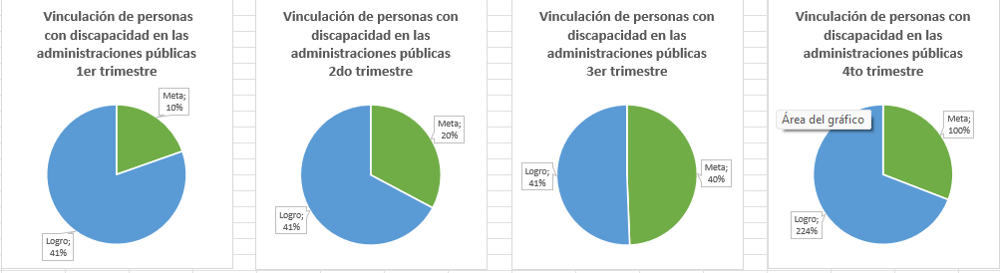 Vinculación de personas
con discapacidad en las
administraciones públicas
1er trimestre
Meta;
10%
Logro;
41%
Vinculación de personas con
discapacidad en las
administraciones públicas
2do trimestre
Meta;
20%
Logro;
41%
Vinculación de personas con
discapacidad en las
administraciones públicas
3er trimestre
Logro;
41%
Meta;
40%
Vinculación de personas con
discapacidad en las
administraciones públicas
4to trimestre
Área del gráfico
Meta;
100%
Logro;
224%